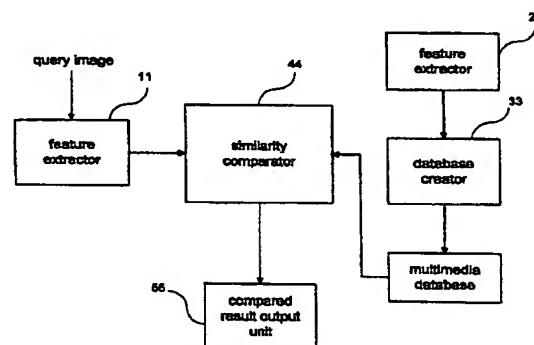 query image
11
feature
extractor
44
similarity
comparator
2
feature
extractor
33
database
creator
multimedia
database
55
compared
result output
unit